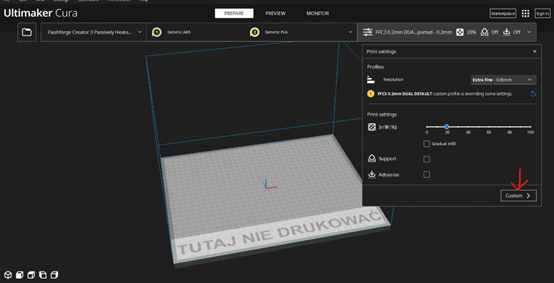 Ultimaker Cura
PREPARE
PREVIEW
MONITOR
Marketplace
Sign in
Flashforge Creator 3 Passively Heate...
1
Generic ABS
2
Generic PLA
FFC3 0.2mm DUA...ported - 0.2mm
20%
Off
Off
Print settings
×
Profiles
Resolution
Extra Fine - 0.06mm
FFC3 0.2mm DUAL DEFAULT custom profile is overriding some settings.
Print settings
Infill (%)
0 20 40 60 80 100
Gradual infill
Support
Adhesion
Custom
TUTAJ NIE DRUKOWAĆ